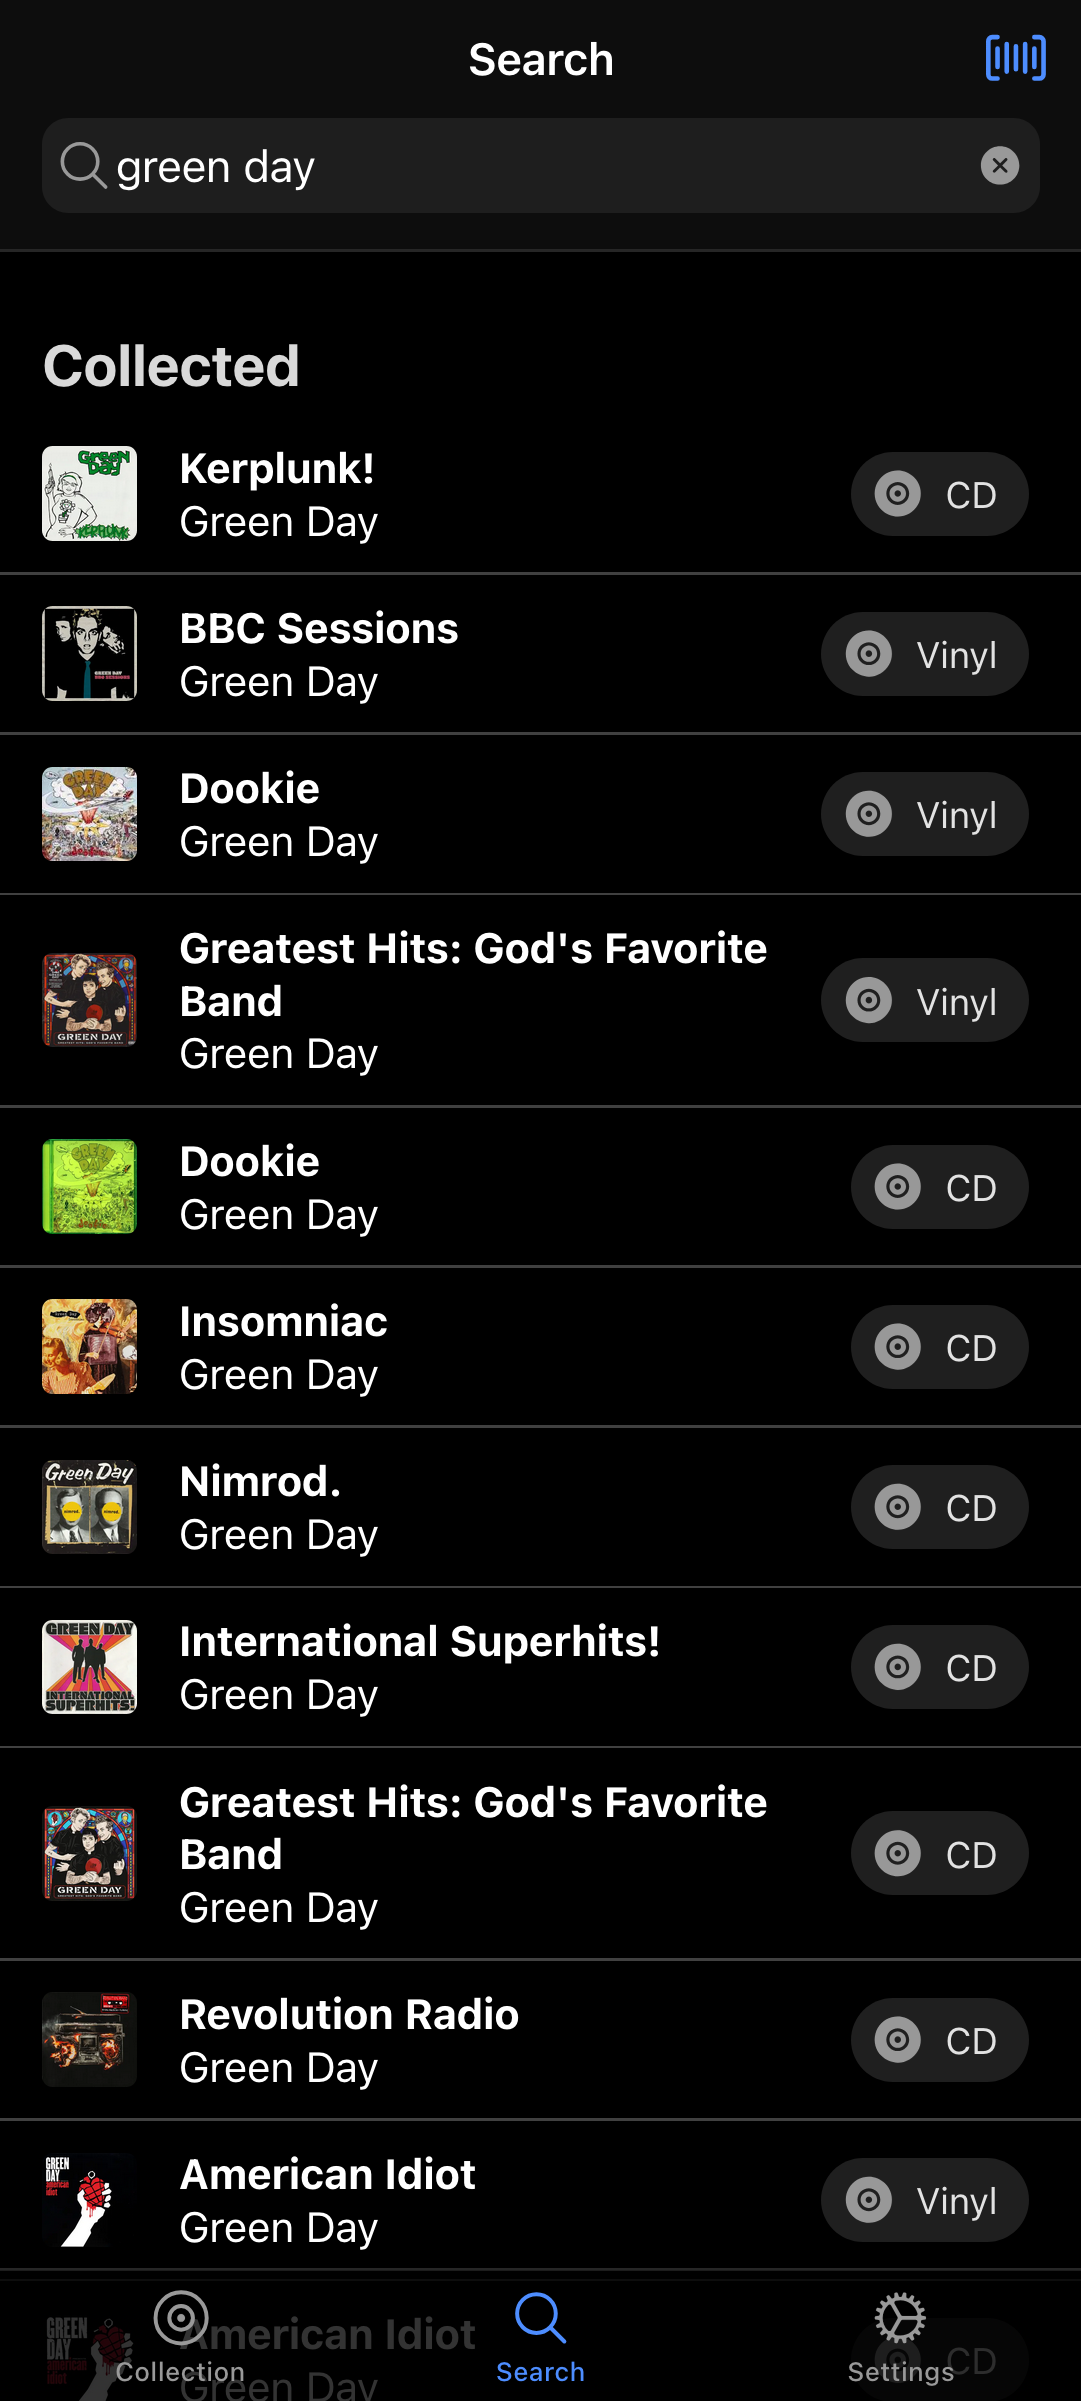 Search
green day
Collected
Kerplunk!
Green Day
CD
BBC Sessions
Green Day
Vinyl
Dookie
Green Day
Vinyl
Greatest Hits: God's Favorite
Band
Green Day
Vinyl
Dookie
Green Day
CD
Insomniac
Green Day
CD
Nimrod.
Green Day
CD
International Superhits!
Green Day
CD
Greatest Hits: God's Favorite
Band
Green Day
CD
Revolution Radio
Green Day
CD
American Idiot
Green Day
Vinyl
American Idiot
Green Day
CD
Collection
Search
Settings